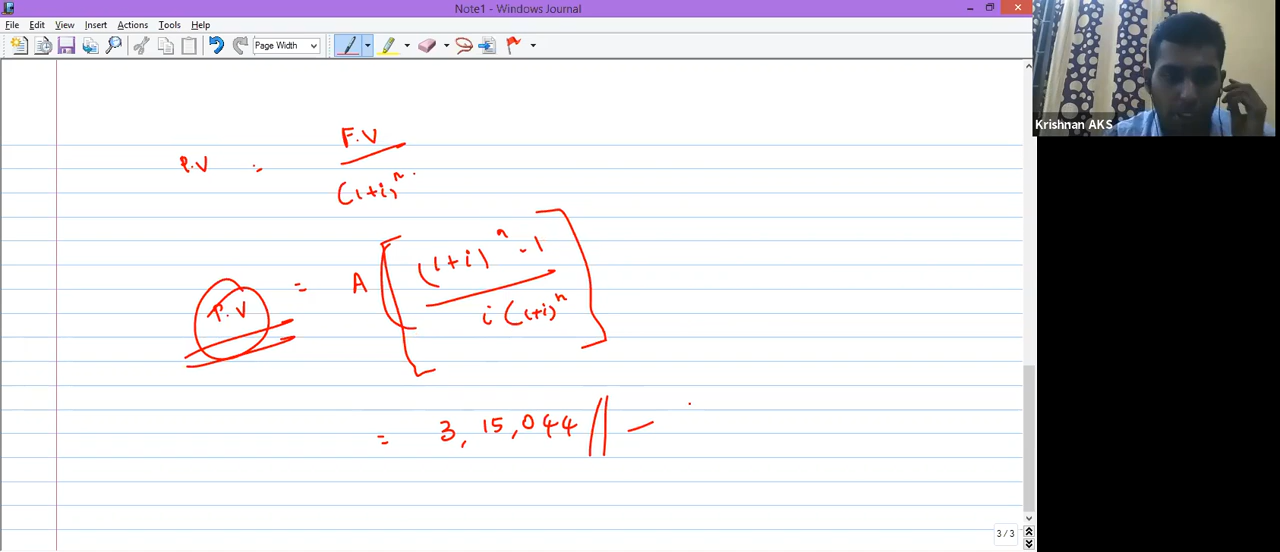 Note1 - Windows Journal
File Edit View Insert Actions Tools Help
Page Width
Krishnan AKS
P.V = F.V / (1+i)^n
P.V = A [ (1+i)^n - 1 / i(1+i)^n ]
= 3,15,044 // —
3 / 3